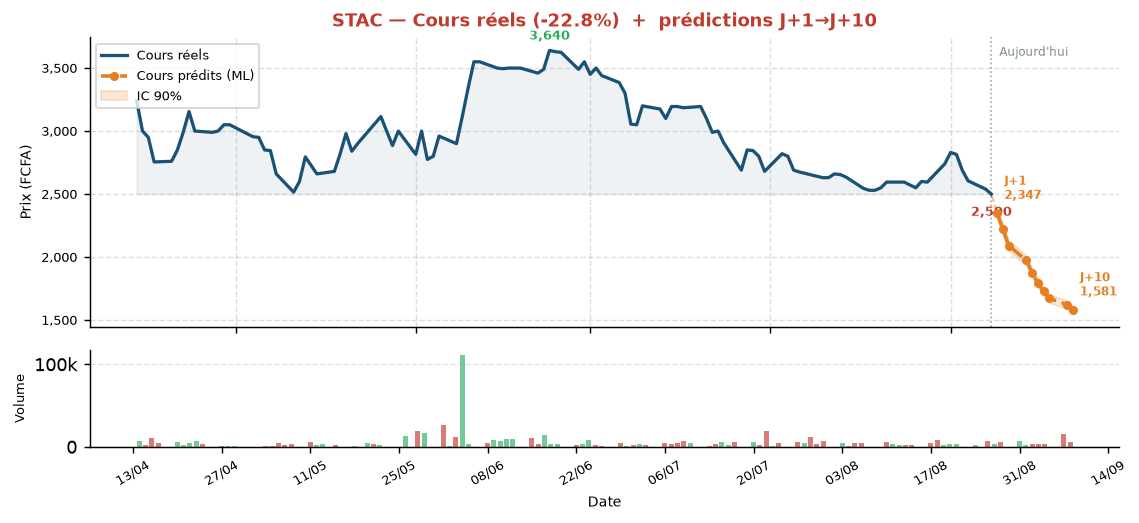 STAC — Cours réels (-22.8%)  +  prédictions J+1→J+10
3,640
Aujourd'hui
Cours réels
Cours prédits (ML)
IC 90%
Prix (FCFA)
3,500
3,000
2,500
2,000
1,500
J+1
2,347
2,500
J+10
1,581
Volume
100k
0
13/04
27/04
11/05
25/05
08/06
22/06
06/07
20/07
03/08
17/08
31/08
14/09
Date